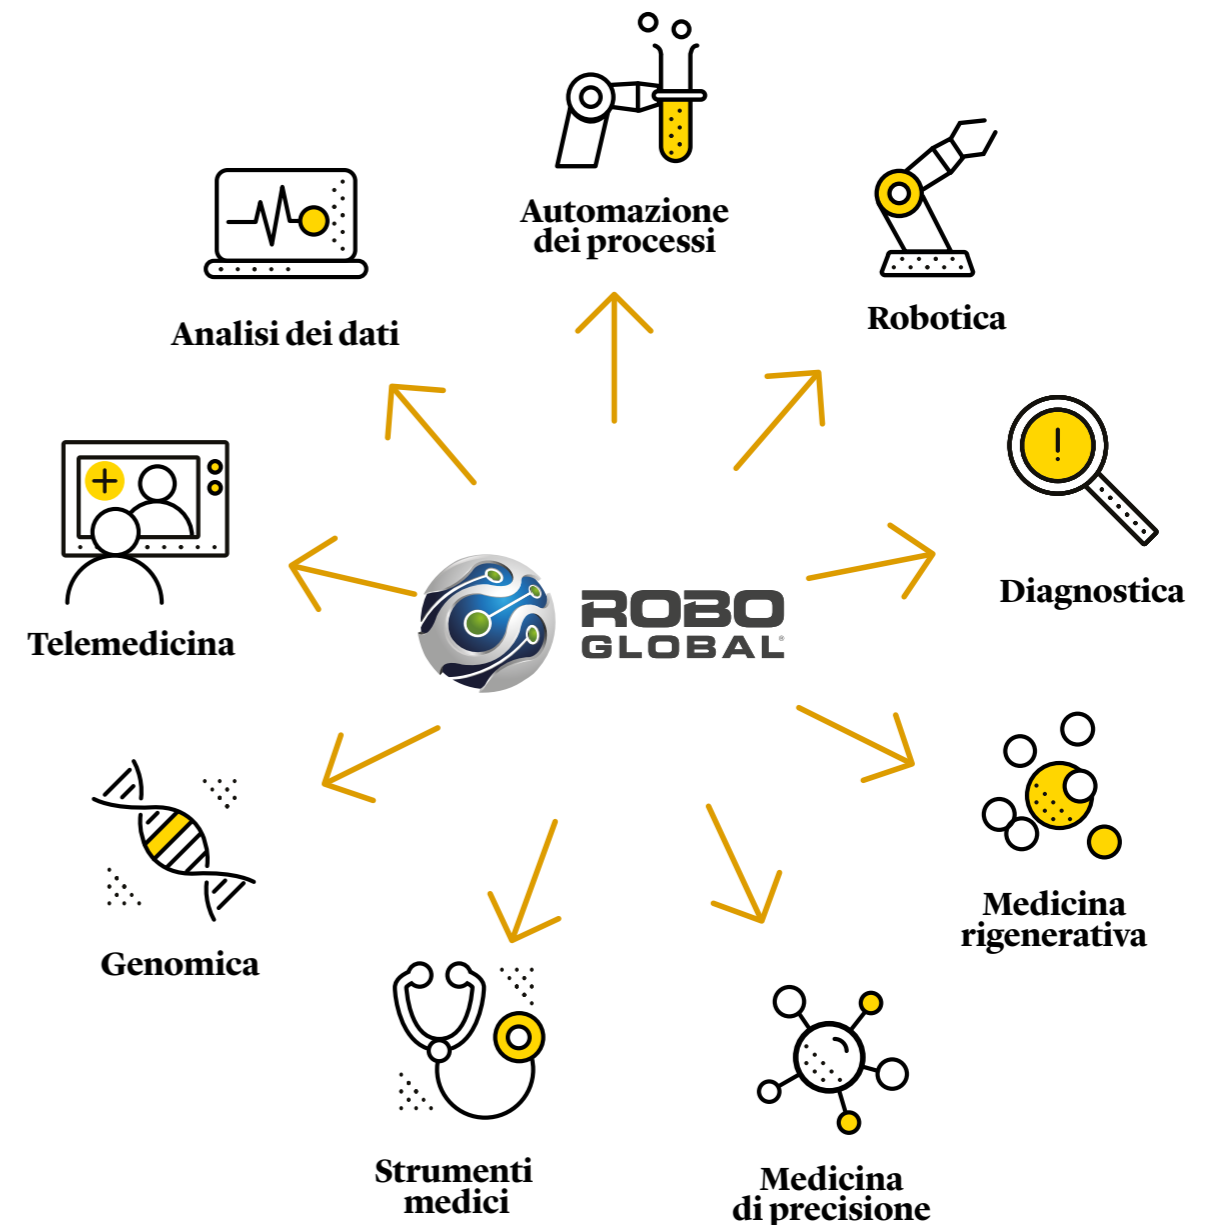 Automazione
dei processi
Robotica
Analisi dei dati
Diagnostica
ROBO
GLOBAL®
Telemedicina
Medicina
rigenerativa
Genomica
Strumenti
medici
Medicina
di precisione